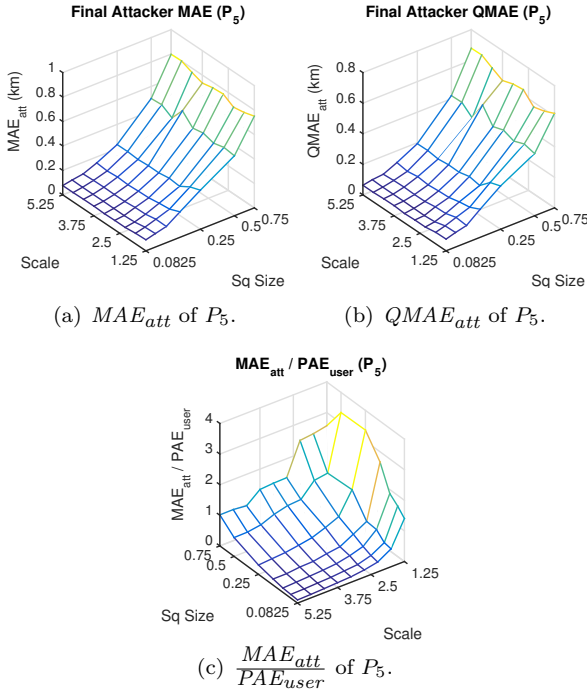 Final Attacker MAE (P5)
Final Attacker QMAE (P5)
1
0.8
0.6
0.4
0.2
0
MAEatt (km)
5.25
3.75
2.5
1.25
Scale
0.0825
0.25
0.5
0.75
Sq Size
0.8
0.6
0.4
0.2
0
QMAEatt (km)
5.25
3.75
2.5
1.25
Scale
0.0825
0.25
0.5
0.75
Sq Size
(a) MAEatt of P5.
(b) QMAEatt of P5.
MAEatt / PAEuser (P5)
4
3
2
1
0
MAEatt / PAEuser
0.75
0.5
0.25
0.0825
Sq Size
5.25
3.75
2.5
1.25
Scale
(c) MAEatt / PAEuser of P5.